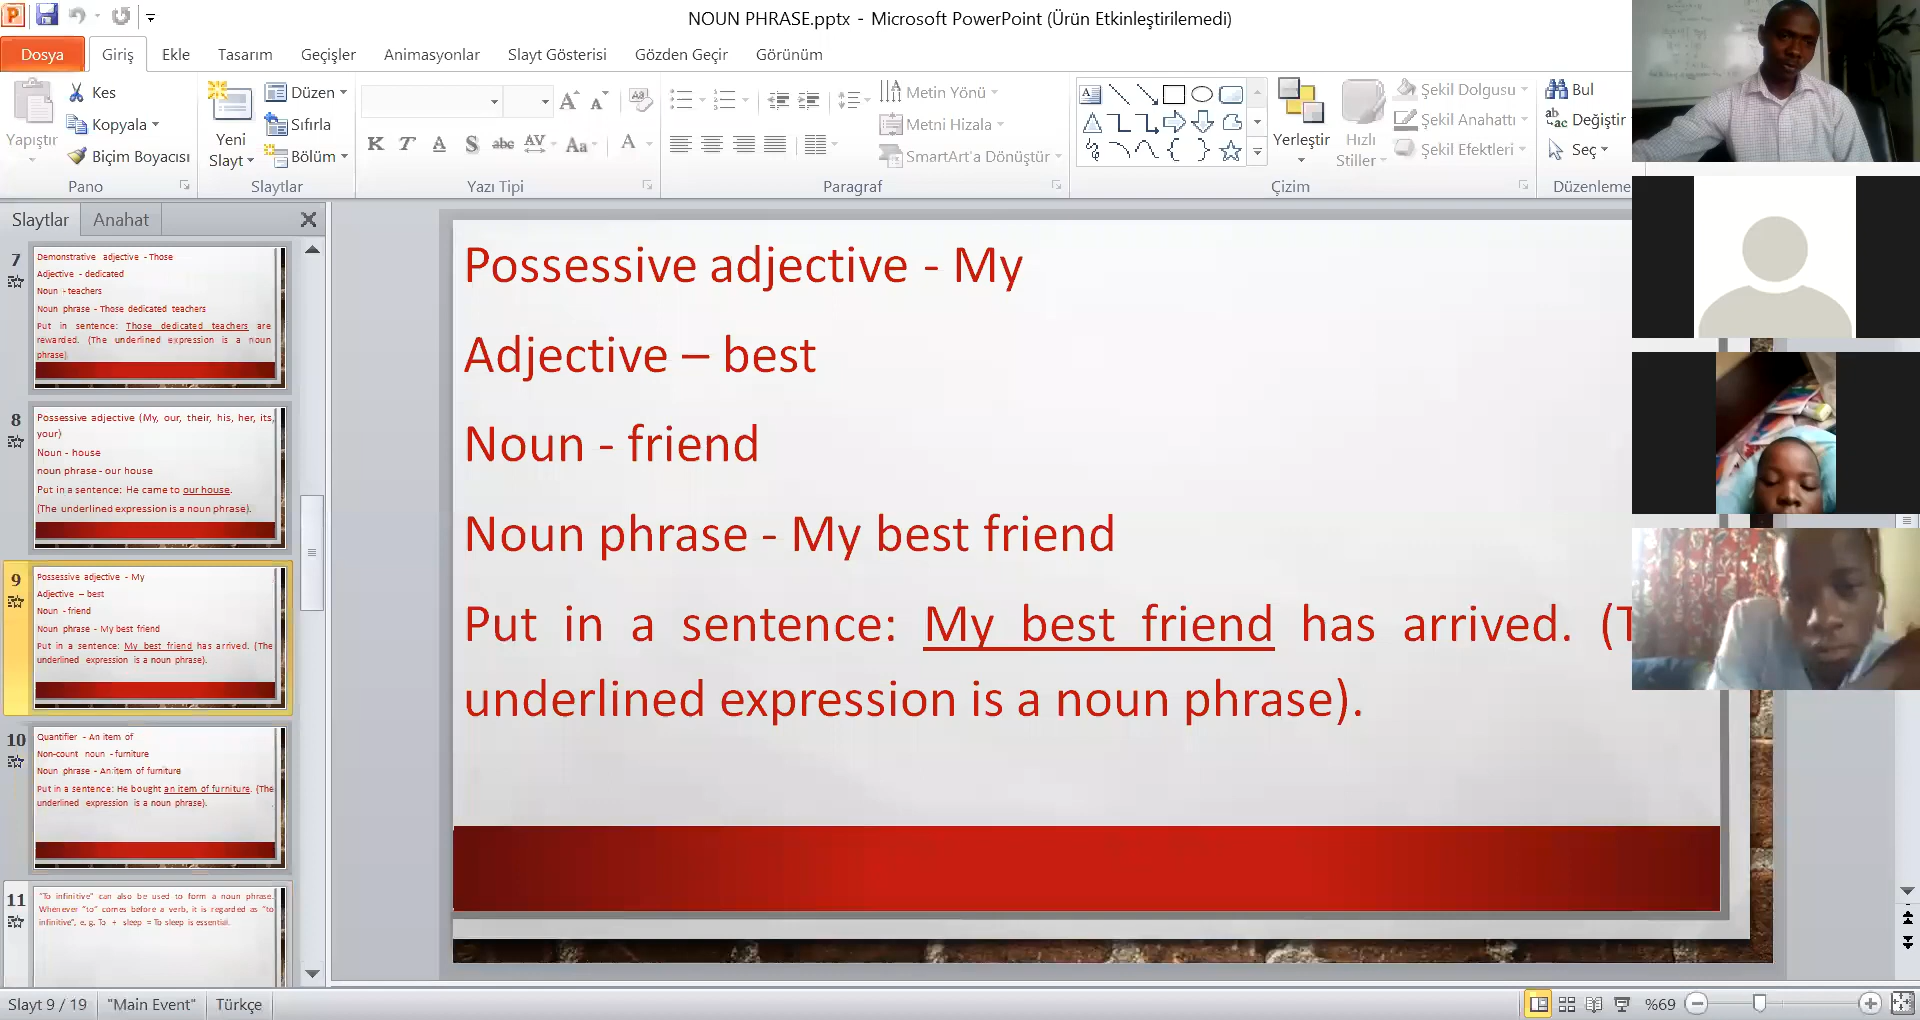 NOUN PHRASE.pptx - Microsoft PowerPoint (Ürün Etkinleştirilemedi)
Dosya Giriş Ekle Tasarım Geçişler Animasyonlar Slayt Gösterisi Gözden Geçir Görünüm
Yapıştır
Kes
Kopyala
Biçim Boyacısı
Pano
Yeni
Slayt
Düzen
Sıfırla
Bölüm
Slaytlar
K T A S abc AV Aa A
Yazı Tipi
Metin Yönü
Metni Hizala
SmartArt'a Dönüştür
Paragraf
Yerleştir
Hızlı
Stiller
Şekil Dolgusu
Şekil Anahattı
Şekil Efektleri
Çizim
Bul
Değiştir
Seç
Düzenleme
Slaytlar Anahat
7
Demonstrative adjective - Those
Adjective - dedicated
Noun - teachers
Noun phrase - Those dedicated teachers
Put in sentence: Those dedicated teachers are
rewarded. (The underlined expression is a noun
phrase)
8
Possessive adjective (My, our, their, his, her, its,
your)
Noun - house
noun phrase - our house
Put in a sentence: He came to our house.
(The underlined expression is a noun phrase).
9
Possessive adjective - My
Adjective – best
Noun - friend
Noun phrase - My best friend
Put in a sentence: My best friend has arrived. (The
underlined expression is a noun phrase).
10
Quantifier - An item of
Non-count noun - furniture
Noun phrase - An item of furniture
Put in a sentence: He bought an item of furniture. (The
underlined expression is a noun phrase).
11
"To infinitive" can also be used to form a noun phrase.
Whenever "to" comes before a verb, it is regarded as "to
infinitive", e. g. To + sleep = To sleep is essential.
Possessive adjective - My
Adjective – best
Noun - friend
Noun phrase - My best friend
Put in a sentence: My best friend has arrived. (T
underlined expression is a noun phrase).
Slayt 9 / 19 "Main Event" Türkçe %69